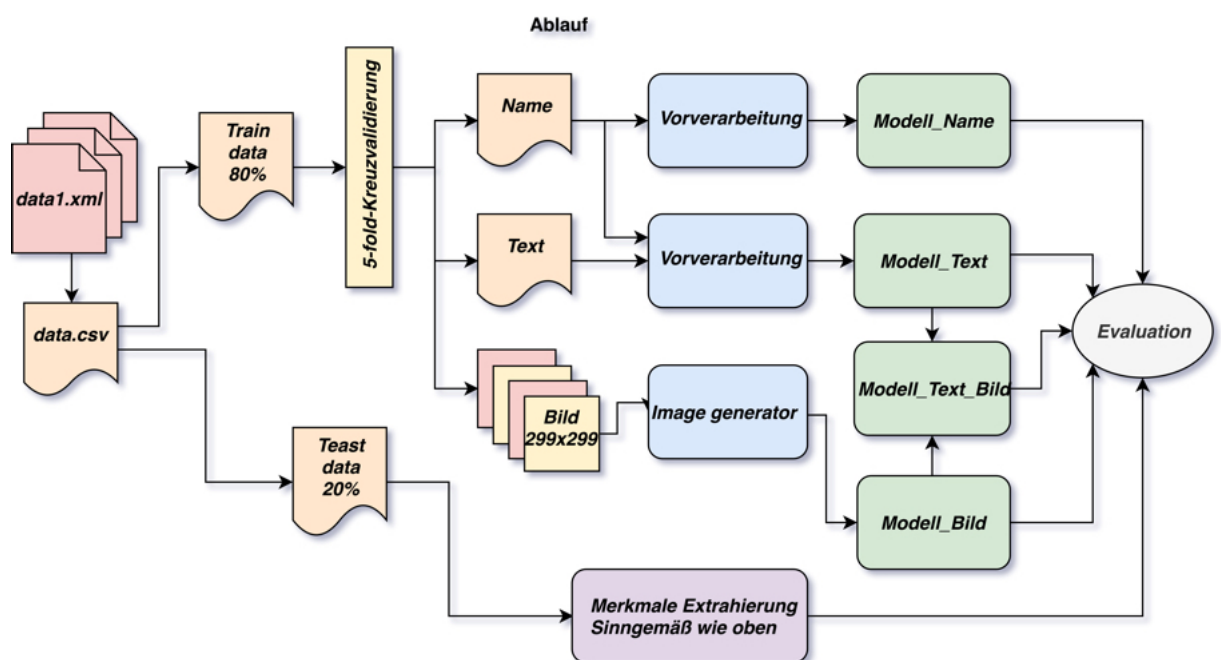 Ablauf
data1.xml
data.csv
Train
data
80%
5-fold-Kreuzvalidierung
Name
Vorverarbeitung
Modell_Name
Text
Vorverarbeitung
Modell_Text
Bild
299x299
Image generator
Modell_Text_Bild
Modell_Bild
Evaluation
Teast
data
20%
Merkmale Extrahierung
Sinngemäß wie oben